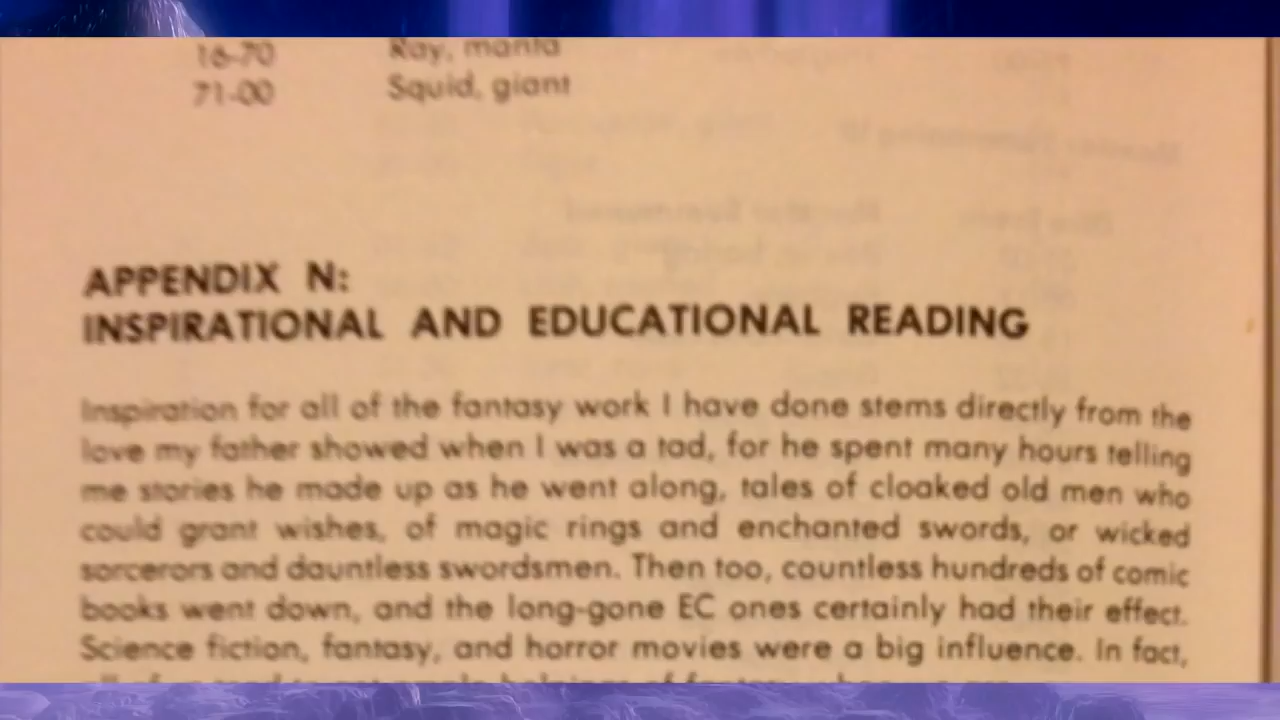 16-70 Ray, manta
71-00 Squid, giant
APPENDIX N:
INSPIRATIONAL AND EDUCATIONAL READING
Inspiration for all of the fantasy work I have done stems directly from the
love my father showed when I was a tad, for he spent many hours telling
me stories he made up as he went along, tales of cloaked old men who
could grant wishes, of magic rings and enchanted swords, or wicked
sorcerors and dauntless swordsmen. Then too, countless hundreds of comic
books went down, and the long-gone EC ones certainly had their effect.
Science fiction, fantasy, and horror movies were a big influence. In fact,